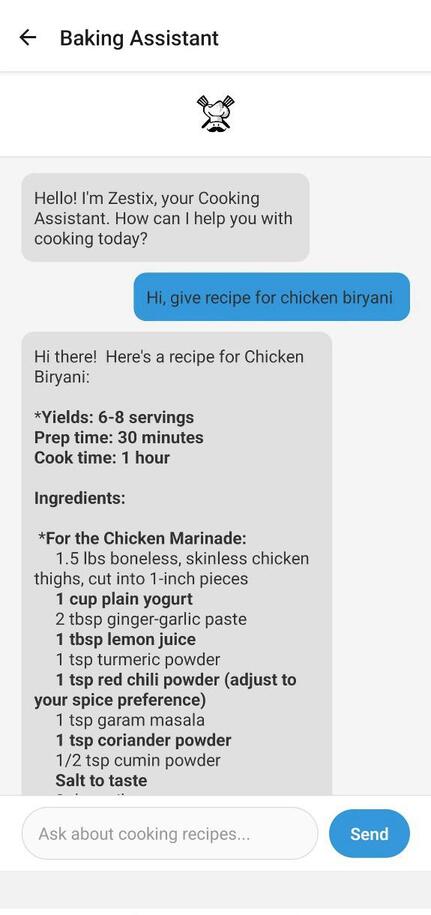 Baking Assistant
Hello! I'm Zestix, your Cooking
Assistant. How can I help you with
cooking today?
Hi, give recipe for chicken biryani
Hi there! Here's a recipe for Chicken
Biryani:
*Yields: 6-8 servings
Prep time: 30 minutes
Cook time: 1 hour
Ingredients:
*For the Chicken Marinade:
1.5 lbs boneless, skinless chicken
thighs, cut into 1-inch pieces
1 cup plain yogurt
2 tbsp ginger-garlic paste
1 tbsp lemon juice
1 tsp turmeric powder
1 tsp red chili powder (adjust to
your spice preference)
1 tsp garam masala
1 tsp coriander powder
1/2 tsp cumin powder
Salt to taste
Ask about cooking recipes...
Send